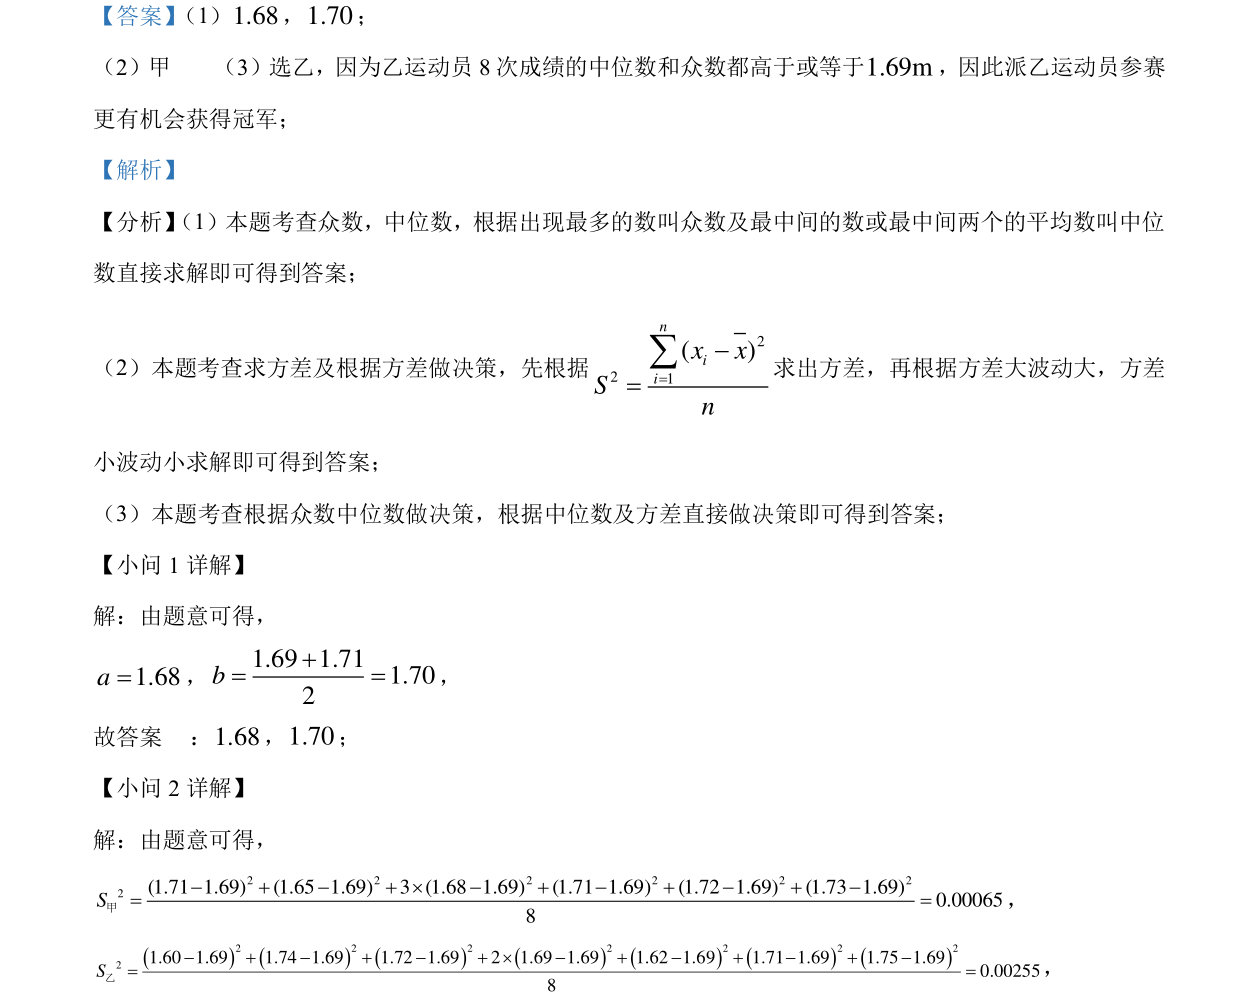 【答案】（1）1.68，1.70；
（2）甲 （3）选乙，因为乙运动员 8 次成绩的中位数和众数都高于或等于1.69m，因此派乙运动员参赛
更有机会获得冠军；
【解析】
【分析】（1）本题考查众数，中位数，根据出现最多的数叫众数及最中间的数或最中间两个的平均数叫中位
数直接求解即可得到答案；
（2）本题考查求方差及根据方差做决策，先根据 $S^2=\frac{\sum_{i=1}^{n}(x_i-\overline{x})^2}{n}$ 求出方差，再根据方差大波动大，方差
小波动小求解即可得到答案；
（3）本题考查根据众数中位数做决策，根据中位数及方差直接做决策即可得到答案；
【小问 1 详解】
解：由题意可得，
$a=1.68$，$b=\frac{1.69+1.71}{2}=1.70$，
故答案 ：1.68，1.70；
【小问 2 详解】
解：由题意可得，
$S_{甲}^2=\frac{(1.71-1.69)^2+(1.65-1.69)^2+3×(1.68-1.69)^2+(1.71-1.69)^2+(1.72-1.69)^2+(1.73-1.69)^2}{8}=0.00065$，
$S_{乙}^2=\frac{(1.60-1.69)^2+(1.74-1.69)^2+(1.72-1.69)^2+2×(1.69-1.69)^2+(1.62-1.69)^2+(1.71-1.69)^2+(1.75-1.69)^2}{8}=0.00255$，